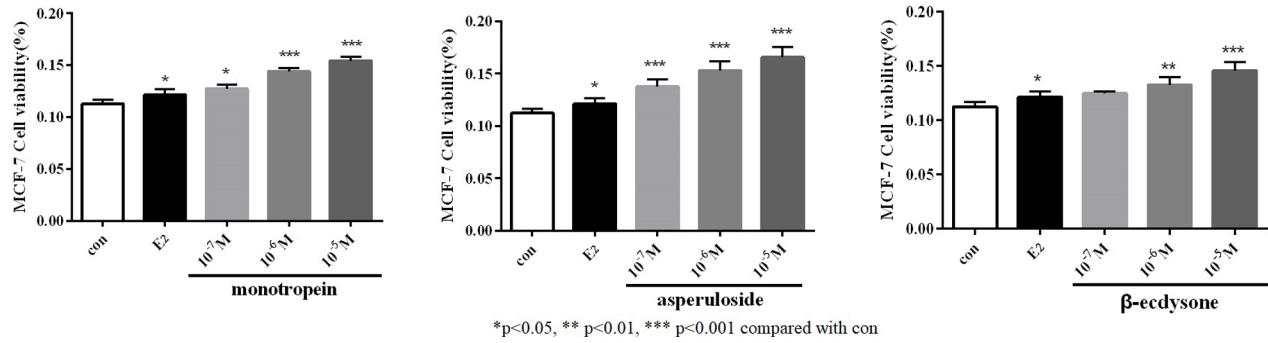 MCF-7 Cell viability(%)
0.20
0.15
0.10
0.05
0.00
*
*
***
***
con
E2
10⁻⁷M
10⁻⁶M
10⁻⁵M
monotropein
MCF-7 Cell viability(%)
0.20
0.15
0.10
0.05
0.00
*
***
***
***
con
E2
10⁻⁷M
10⁻⁶M
10⁻⁵M
asperuloside
MCF-7 Cell viability(%)
0.20
0.15
0.10
0.05
0.00
*
**
***
con
E2
10⁻⁷M
10⁻⁶M
10⁻⁵M
β-ecdysone
*p<0.05, ** p<0.01, *** p<0.001 compared with con